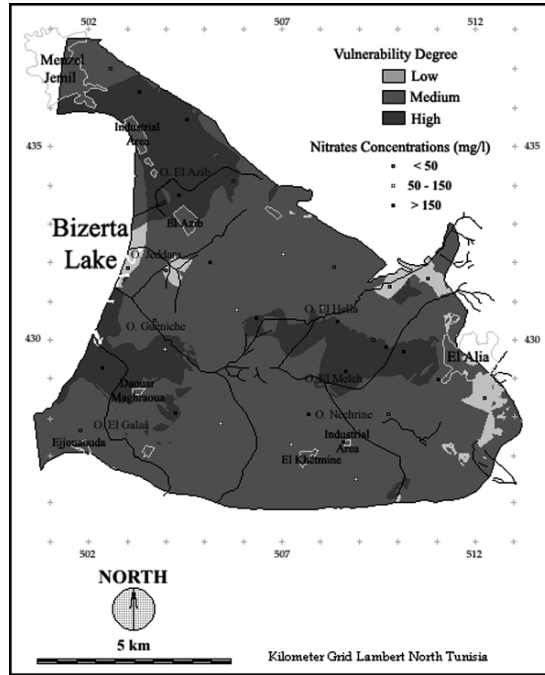 502
507
512
Menzel
Jemil
Vulnerability Degree
Low
Medium
High
Nitrates Concentrations (mg/l)
< 50
50 - 150
> 150
435
435
Industrial
Area
O. El Azib
El Azib
Bizerta
Lake
O. Jeddara
O. Gueniche
O. El Hella
430
430
El Alia
O. El Meleh
Daouar
Maghraoua
O. El Galaa
O. Nechrine
Ejjouaouda
Industrial
Area
El Khetmine
502
507
512
NORTH
5 km
Kilometer Grid Lambert North Tunisia